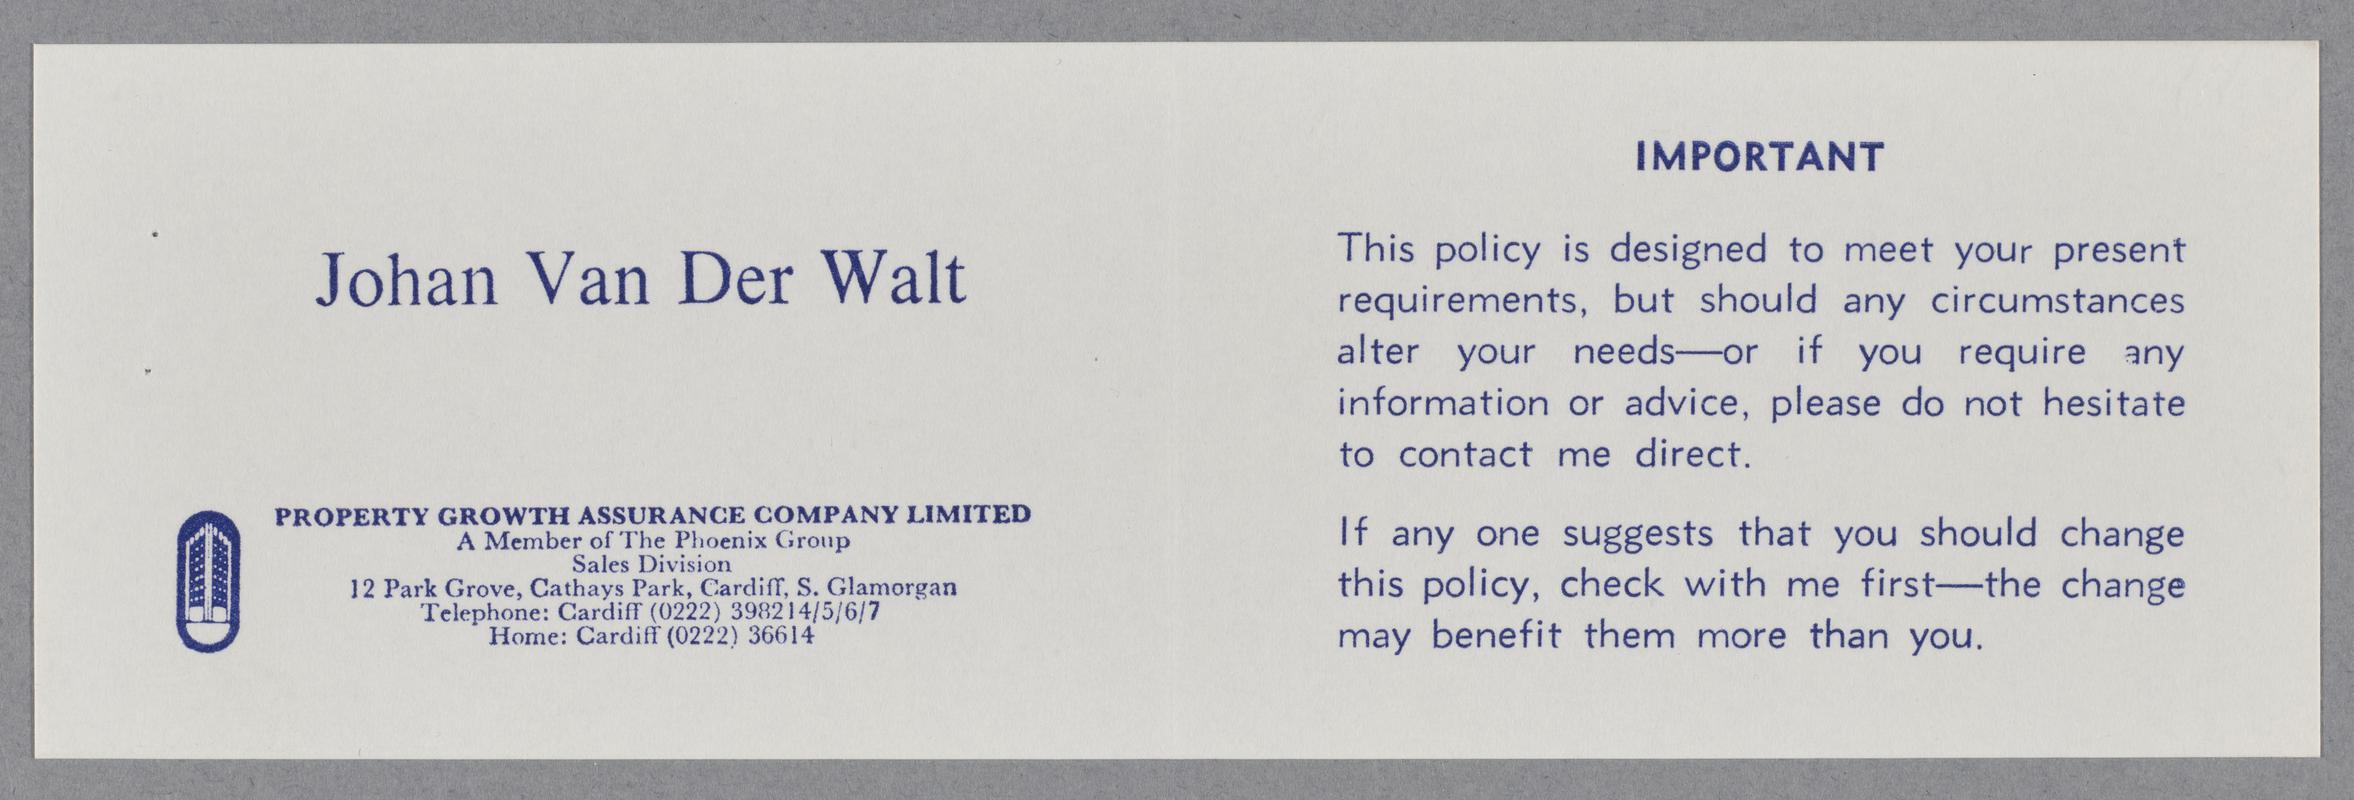 Johan Van Der Walt
PROPERTY GROWTH ASSURANCE COMPANY LIMITED
A Member of The Phoenix Group
Sales Division
12 Park Grove, Cathays Park, Cardiff, S. Glamorgan
Telephone: Cardiff (0222) 398214/5/6/7
Home: Cardiff (0222) 36614
IMPORTANT
This policy is designed to meet your present
requirements, but should any circumstances
alter your needs—or if you require any
information or advice, please do not hesitate
to contact me direct.
If any one suggests that you should change
this policy, check with me first—the change
may benefit them more than you.